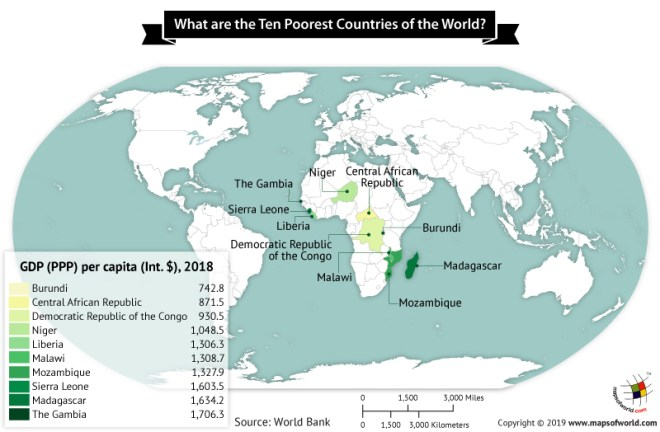 What are the Ten Poorest Countries of the World?
Niger
Central African
Republic
The Gambia
Sierra Leone
Liberia
Burundi
Democratic Republic
of the Congo
Malawi
Madagascar
Mozambique
GDP (PPP) per capita (Int. $), 2018
Burundi 742.8
Central African Republic 871.5
Democratic Republic of the Congo 930.5
Niger 1,048.5
Liberia 1,306.3
Malawi 1,308.7
Mozambique 1,327.9
Sierra Leone 1,603.5
Madagascar 1,634.2
The Gambia 1,706.3
Source: World Bank
0 1,500 3,000 Miles
0 1,500 3,000 Kilometers
mapsofworld.com
TM
Copyright © 2019 www.mapsofworld.com